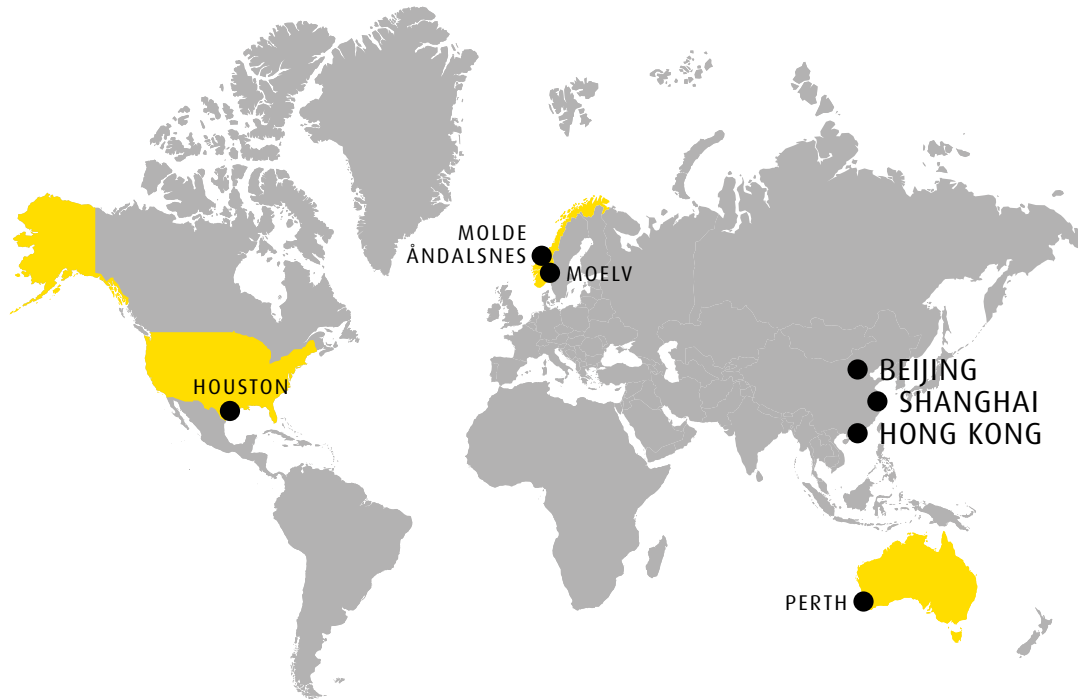 MOLDE
ÅNDALSNES
MOELV
HOUSTON
BEIJING
SHANGHAI
HONG KONG
PERTH